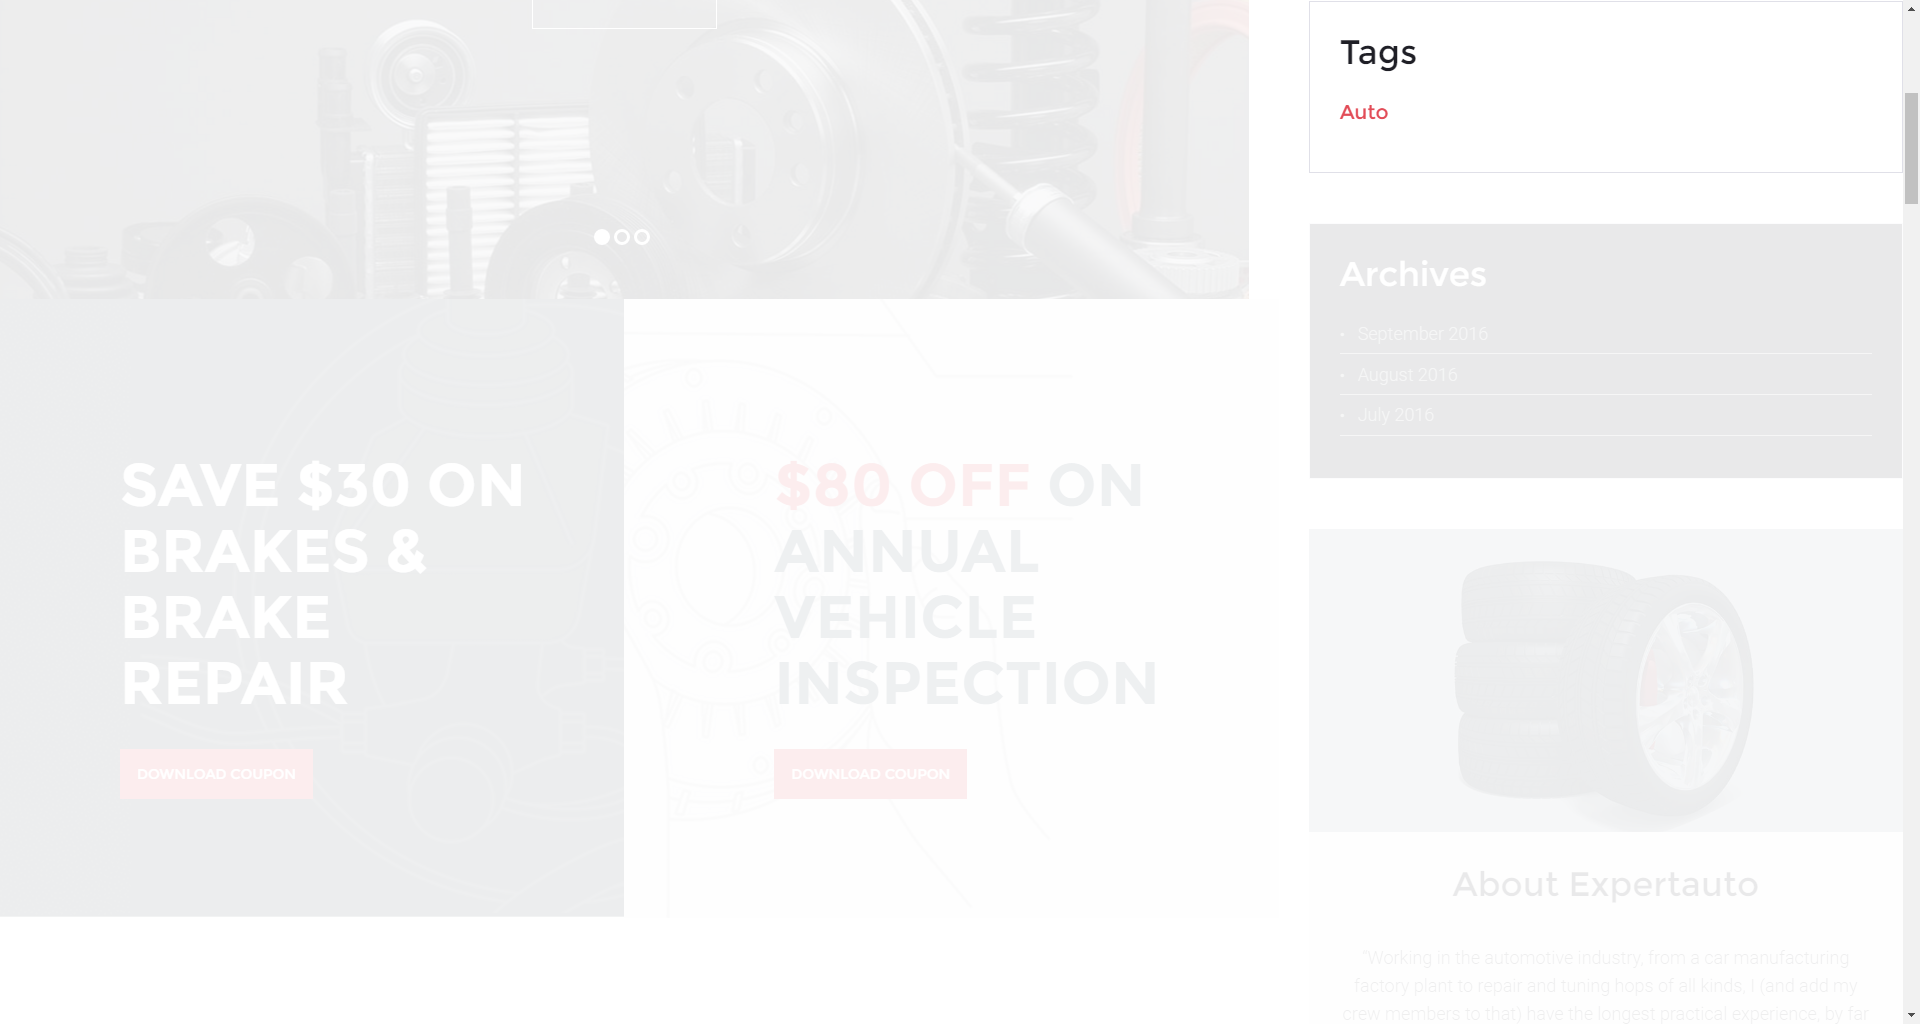 SAVE $30 ON
BRAKES &
BRAKE
REPAIR
DOWNLOAD COUPON
$80 OFF ON
ANNUAL
VEHICLE
INSPECTION
DOWNLOAD COUPON
Tags
Auto
Archives
• September 2016
• August 2016
• July 2016
About Expertauto
"Working in the automotive industry, from a car manufacturing
factory plant to repair and tuning hops of all kinds, I (and add my
crew members to that) have the longest practical experience, by far